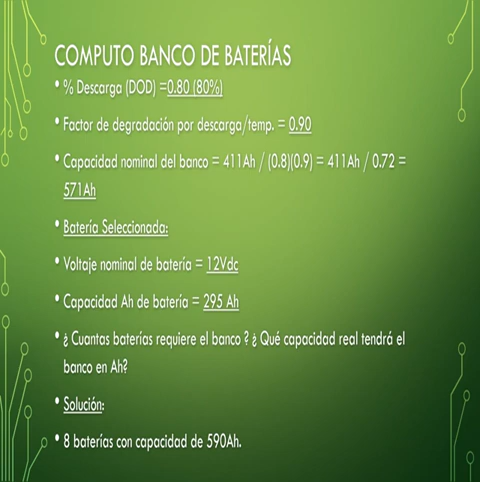 COMPUTO BANCO DE BATERÍAS
• % Descarga (DOD) =0.80 (80%)
• Factor de degradación por descarga/temp. = 0.90
• Capacidad nominal del banco = 411Ah / (0.8)(0.9) = 411Ah / 0.72 =
571Ah
• Batería Seleccionada:
• Voltaje nominal de batería = 12Vdc
• Capacidad Ah de batería = 295 Ah
• ¿ Cuantas baterías requiere el banco ? ¿ Qué capacidad real tendrá el
banco en Ah?
• Solución:
• 8 baterías con capacidad de 590Ah.